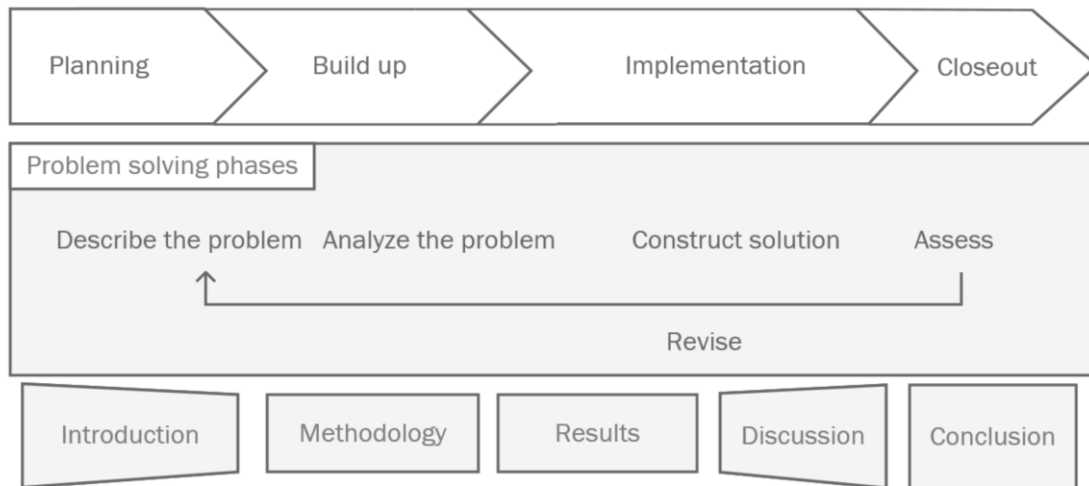 Planning
Build up
Implementation
Closeout
Problem solving phases
Describe the problem
Analyze the problem
Construct solution
Assess
Revise
Introduction
Methodology
Results
Discussion
Conclusion